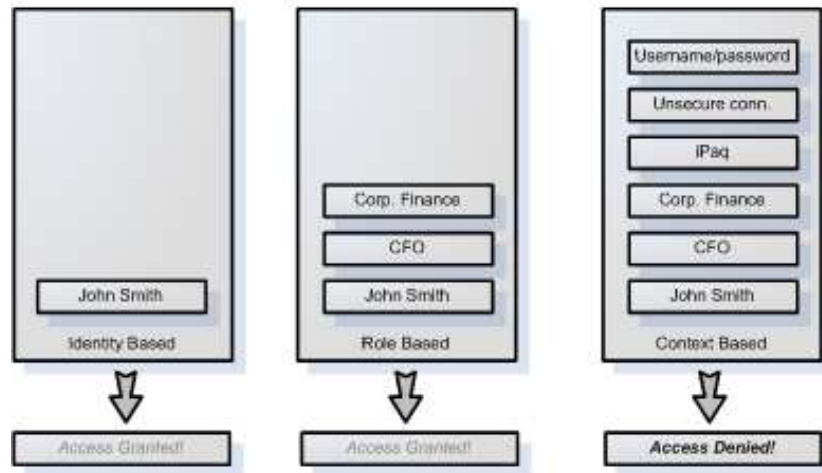 John Smith
Identity Based
Access Granted!
Corp. Finance
CFO
John Smith
Role Based
Access Granted!
Username/password
Unsecure conn.
iPaq
Corp. Finance
CFO
John Smith
Context Based
Access Denied!